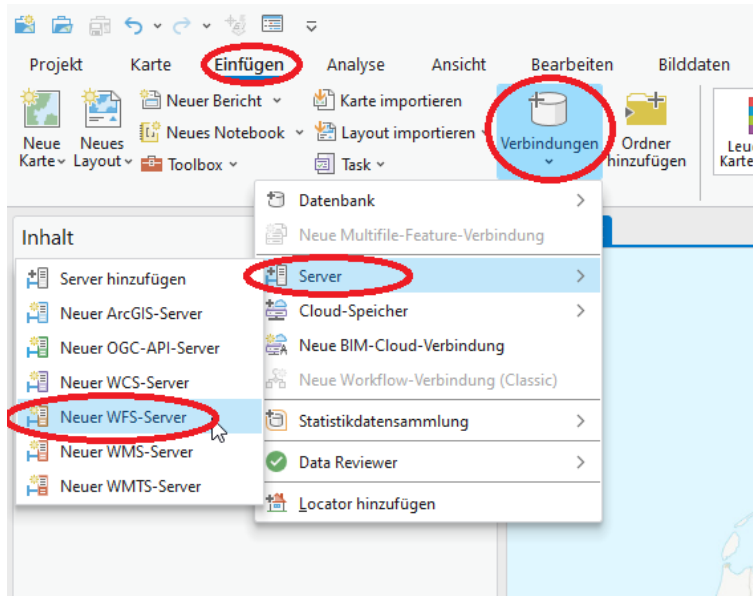 Projekt Karte Einfügen Analyse Ansicht Bearbeiten Bilddaten
Neue Karte
Neues Layout
Neuer Bericht
Neues Notebook
Toolbox
Karte importieren
Layout importieren
Task
Verbindungen
Ordner hinzufügen
Karte
Inhalt
Datenbank
Neue Multifile-Feature-Verbindung
Server
Cloud-Speicher
Neue BIM-Cloud-Verbindung
Neue Workflow-Verbindung (Classic)
Statistikdatensammlung
Data Reviewer
Locator hinzufügen
Server hinzufügen
Neuer ArcGIS-Server
Neuer OGC-API-Server
Neuer WCS-Server
Neuer WFS-Server
Neuer WMS-Server
Neuer WMTS-Server